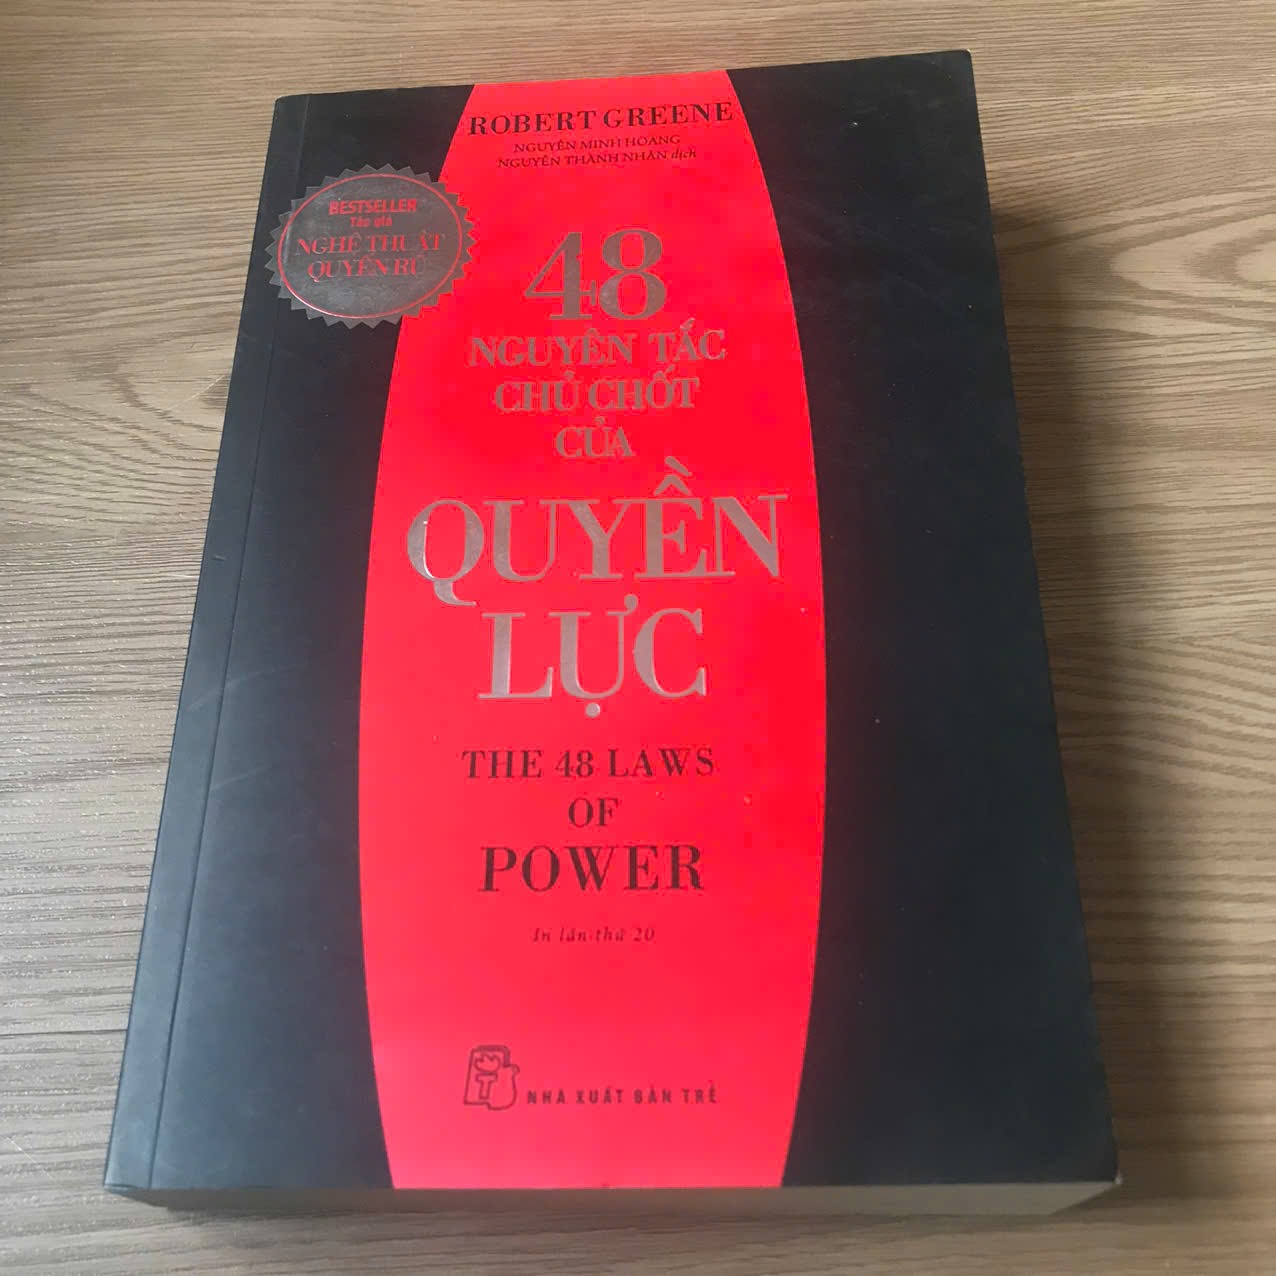 ROBERT GREENE
NGUYỄN MINH HOÀNG
NGUYỄN THÀNH NHÂN dịch
BESTSELLER
Tác giả
NGHỆ THUẬT
QUYẾN RŨ
48
NGUYÊN TẮC
CHỦ CHỐT
CỦA
QUYỀN
LỰC
THE 48 LAWS
OF
POWER
In lần thứ 20
T
NHÀ XUẤT BẢN TRẺ